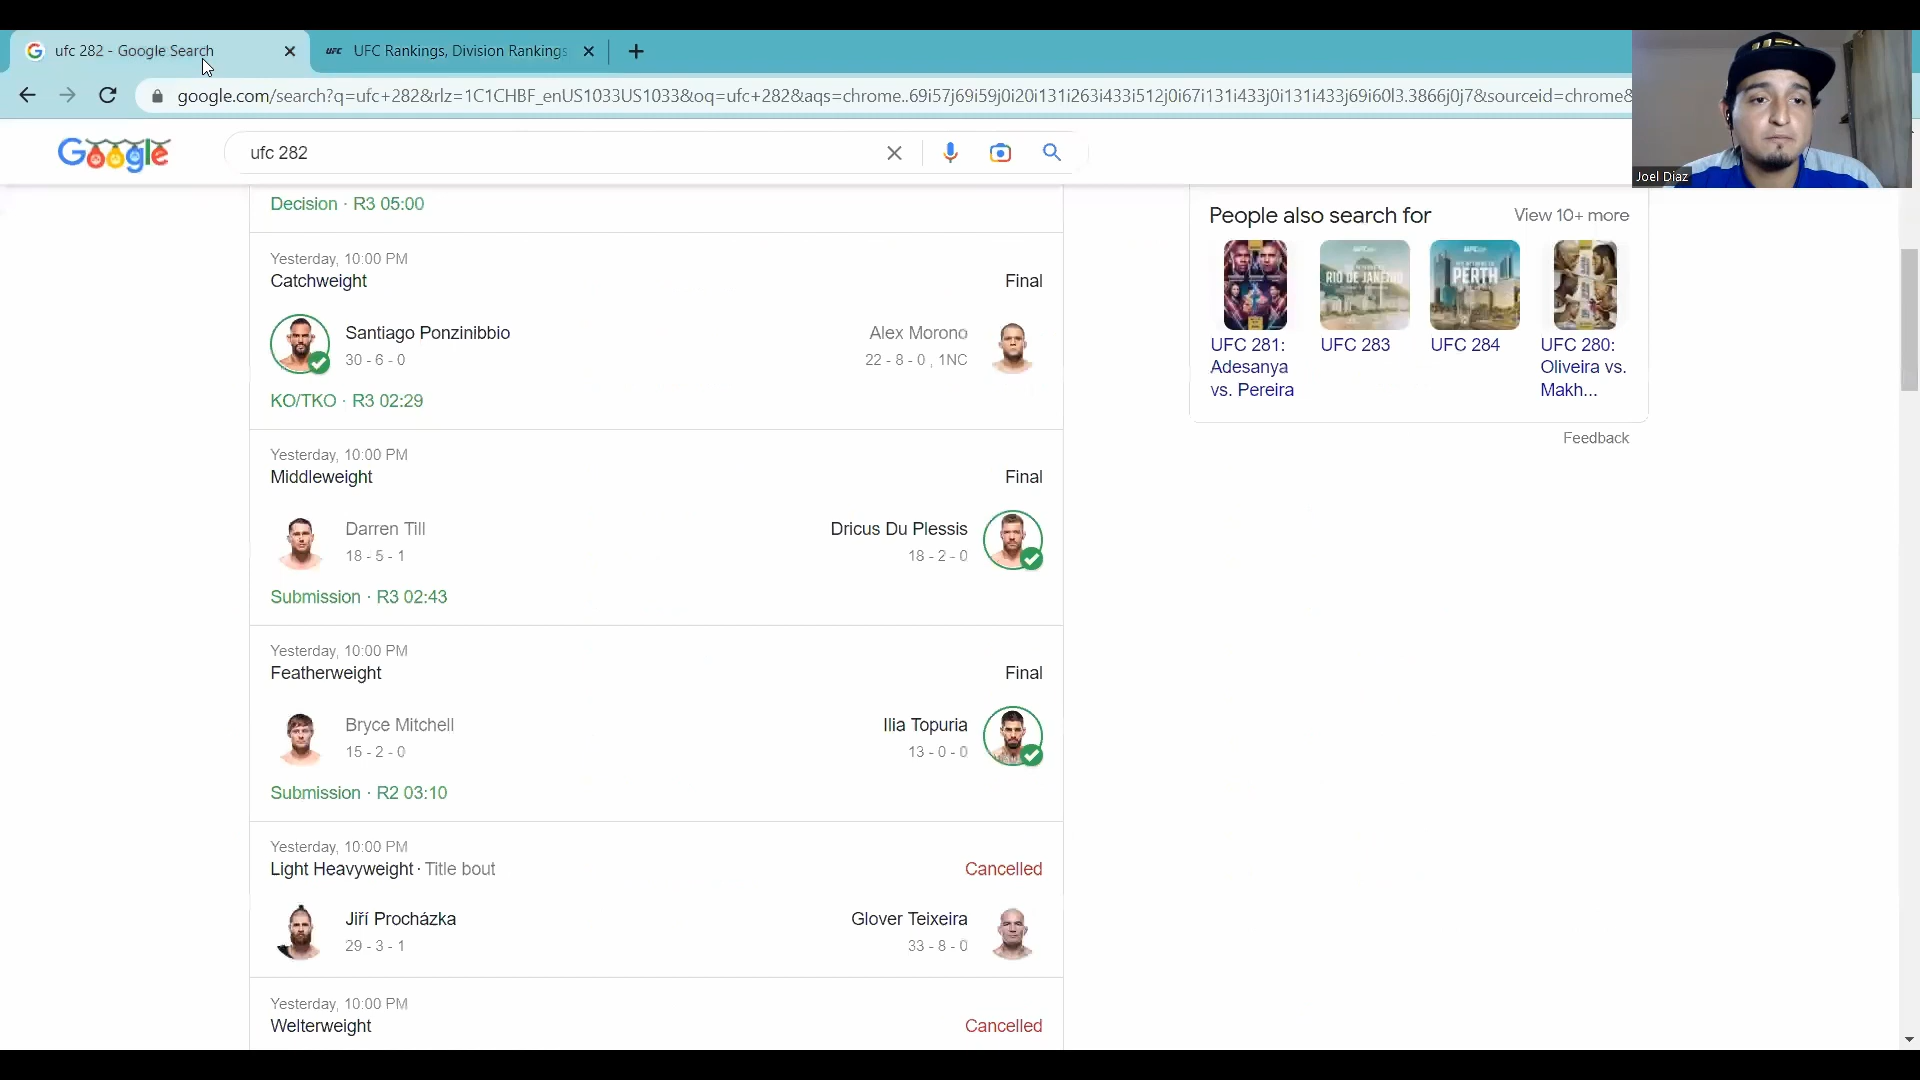 ufc 282 - Google Search
UFC UFC Rankings, Division Rankings
google.com/search?q=ufc+282&rlz=1C1CHBF_enUS1033US1033&oq=ufc+282&aqs=chrome..69i57j69i59j0i20i131i263i433i512j0i67i131i433j0i131i433j69i60l3.3866j0j7&sourceid=chrome&
Google
ufc 282
Joel Diaz
Decision · R3 05:00
Yesterday, 10:00 PM
Catchweight
Final
Santiago Ponzinibbio
Alex Morono
30 - 6 - 0
22 - 8 - 0 , 1NC
KO/TKO · R3 02:29
Yesterday, 10:00 PM
Middleweight
Final
Darren Till
Dricus Du Plessis
18 - 5 - 1
18 - 2 - 0
Submission · R3 02:43
Yesterday, 10:00 PM
Featherweight
Final
Bryce Mitchell
Ilia Topuria
15 - 2 - 0
13 - 0 - 0
Submission · R2 03:10
Yesterday, 10:00 PM
Light Heavyweight · Title bout
Cancelled
Jiří Procházka
Glover Teixeira
29 - 3 - 1
33 - 8 - 0
Yesterday, 10:00 PM
Welterweight
Cancelled
People also search for
View 10+ more
RIO DE JANEIRO
PERTH
UFC 281:
Adesanya
vs. Pereira
UFC 283
UFC 284
UFC 280:
Oliveira vs.
Makh...
Feedback